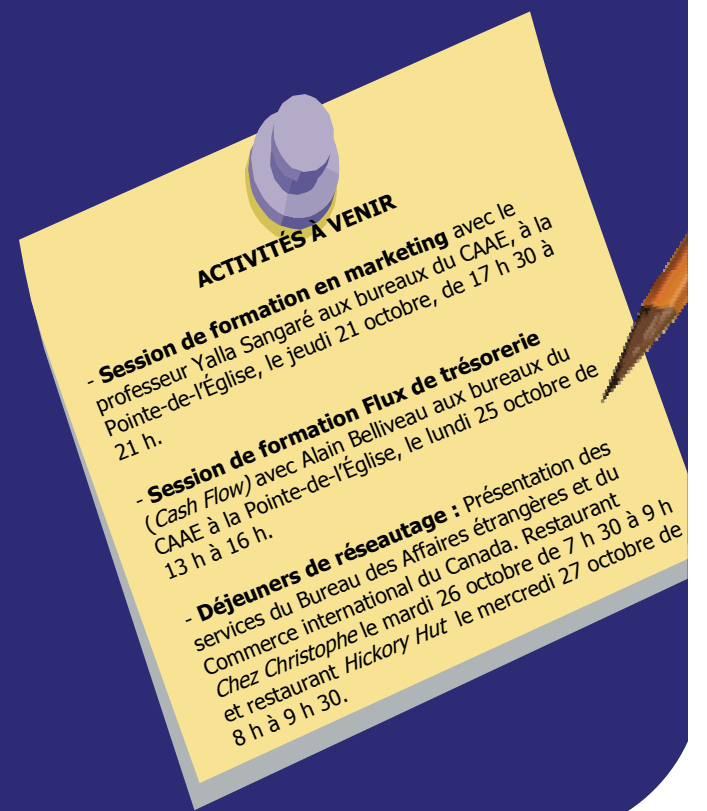 ACTIVITÉS À VENIR
- Session de formation en marketing avec le
professeur Yalla Sangaré aux bureaux du CAAE, à la
Pointe-de-l'Église, le jeudi 21 octobre, de 17 h 30 à
21 h.
- Session de formation Flux de trésorerie
(Cash Flow) avec Alain Belliveau aux bureaux du
CAAE à la Pointe-de-l'Église, le lundi 25 octobre de
13 h à 16 h.
- Déjeuners de réseautage : Présentation des
services du Bureau des Affaires étrangères et du
Commerce international du Canada. Restaurant
Chez Christophe le mardi 26 octobre de 7 h 30 à 9 h
et restaurant Hickory Hut le mercredi 27 octobre de
8 h à 9 h 30.